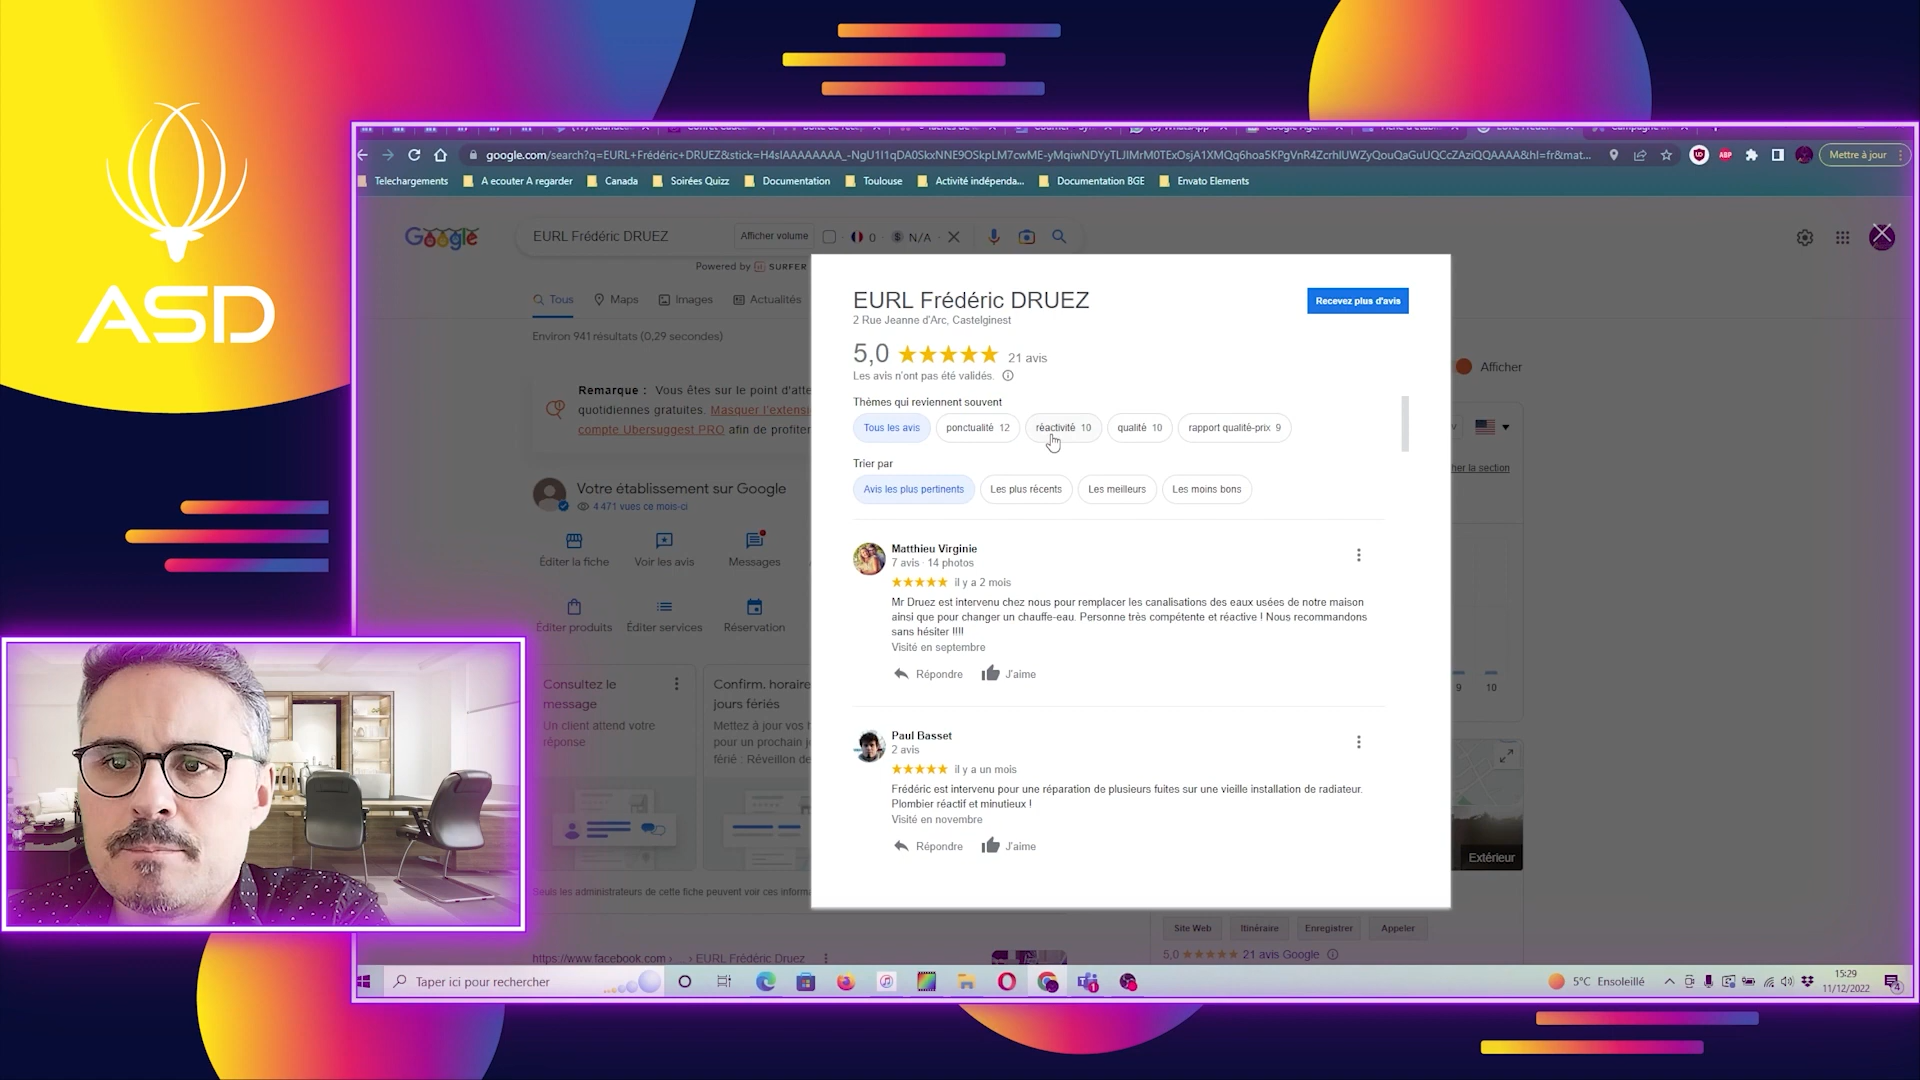 ASD
google.com/search?q=EURL+Frédéric+DRUEZ&stick=H4sIAAAAAAAA_-NgU1I1qDA0SkxNNE9OSkpLM7cwME-yMqiwNDYyTLJIMrM0TExOsjA1XMQq6hoa5KPgVnR4ZcrhlUWZyQouQaGuUQCcZAziQQAAAA&hl=fr&mat...
Mettre à jour
Telechargements
A ecouter A regarder
Canada
Soirées Quizz
Documentation
Toulouse
Activité indépenda...
Documentation BGE
Envato Elements
Google
EURL Frédéric DRUEZ
Afficher volume
0
N/A
Powered by SURFER
Tous
Maps
Images
Actualités
Environ 941 résultats (0,29 secondes)
Remarque : Vous êtes sur le point d'atte
quotidiennes gratuites. Masquer l'extensi
compte Ubersuggest PRO afin de profiter
Votre établissement sur Google
4 471 vues ce mois-ci
Éditer la fiche
Voir les avis
Messages
Éditer produits
Éditer services
Réservation
Consultez le
message
Un client attend votre
réponse
Confirm. horaire
jours fériés
Mettez à jour vos h
pour un prochain j
férié : Réveillon de
Seuls les administrateurs de cette fiche peuvent voir ces inform
https://www.facebook.com › ... › EURL Frédéric Druez
EURL Frédéric DRUEZ
Recevez plus d'avis
2 Rue Jeanne d'Arc, Castelginest
5,0
21 avis
Les avis n'ont pas été validés.
Thèmes qui reviennent souvent
Tous les avis
ponctualité 12
réactivité 10
qualité 10
rapport qualité-prix 9
Trier par
Avis les plus pertinents
Les plus récents
Les meilleurs
Les moins bons
Matthieu Virginie
7 avis · 14 photos
il y a 2 mois
Mr Druez est intervenu chez nous pour remplacer les canalisations des eaux usées de notre maison
ainsi que pour changer un chauffe-eau. Personne très compétente et réactive ! Nous recommandons
sans hésiter !!!!
Visité en septembre
Répondre
J'aime
Paul Basset
2 avis
il y a un mois
Frédéric est intervenu pour une réparation de plusieurs fuites sur une vieille installation de radiateur.
Plombier réactif et minutieux !
Visité en novembre
Répondre
J'aime
Afficher
her la section
9
10
Extérieur
Site Web
Itinéraire
Enregistrer
Appeler
5,0
21 avis Google
Taper ici pour rechercher
5°C Ensoleillé
15:29
11/12/2022